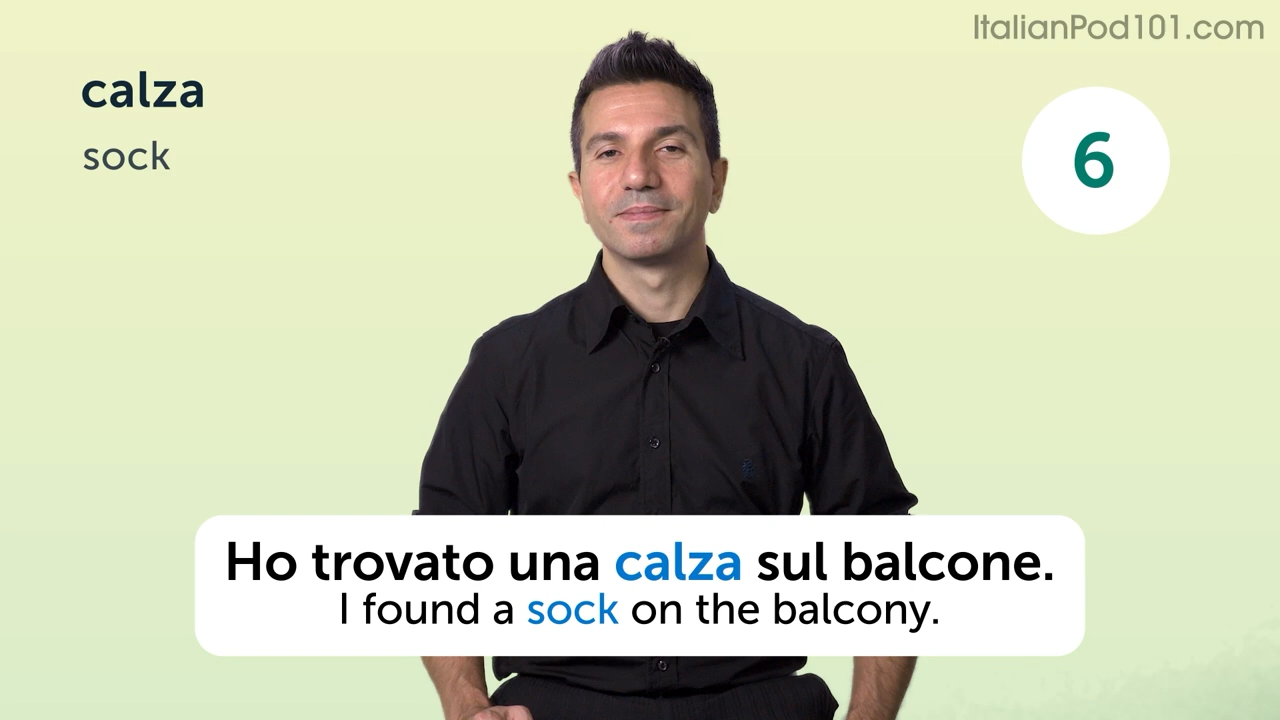 ItalianPod101.com
calza
sock
6
Ho trovato una calza sul balcone.
I found a sock on the balcony.